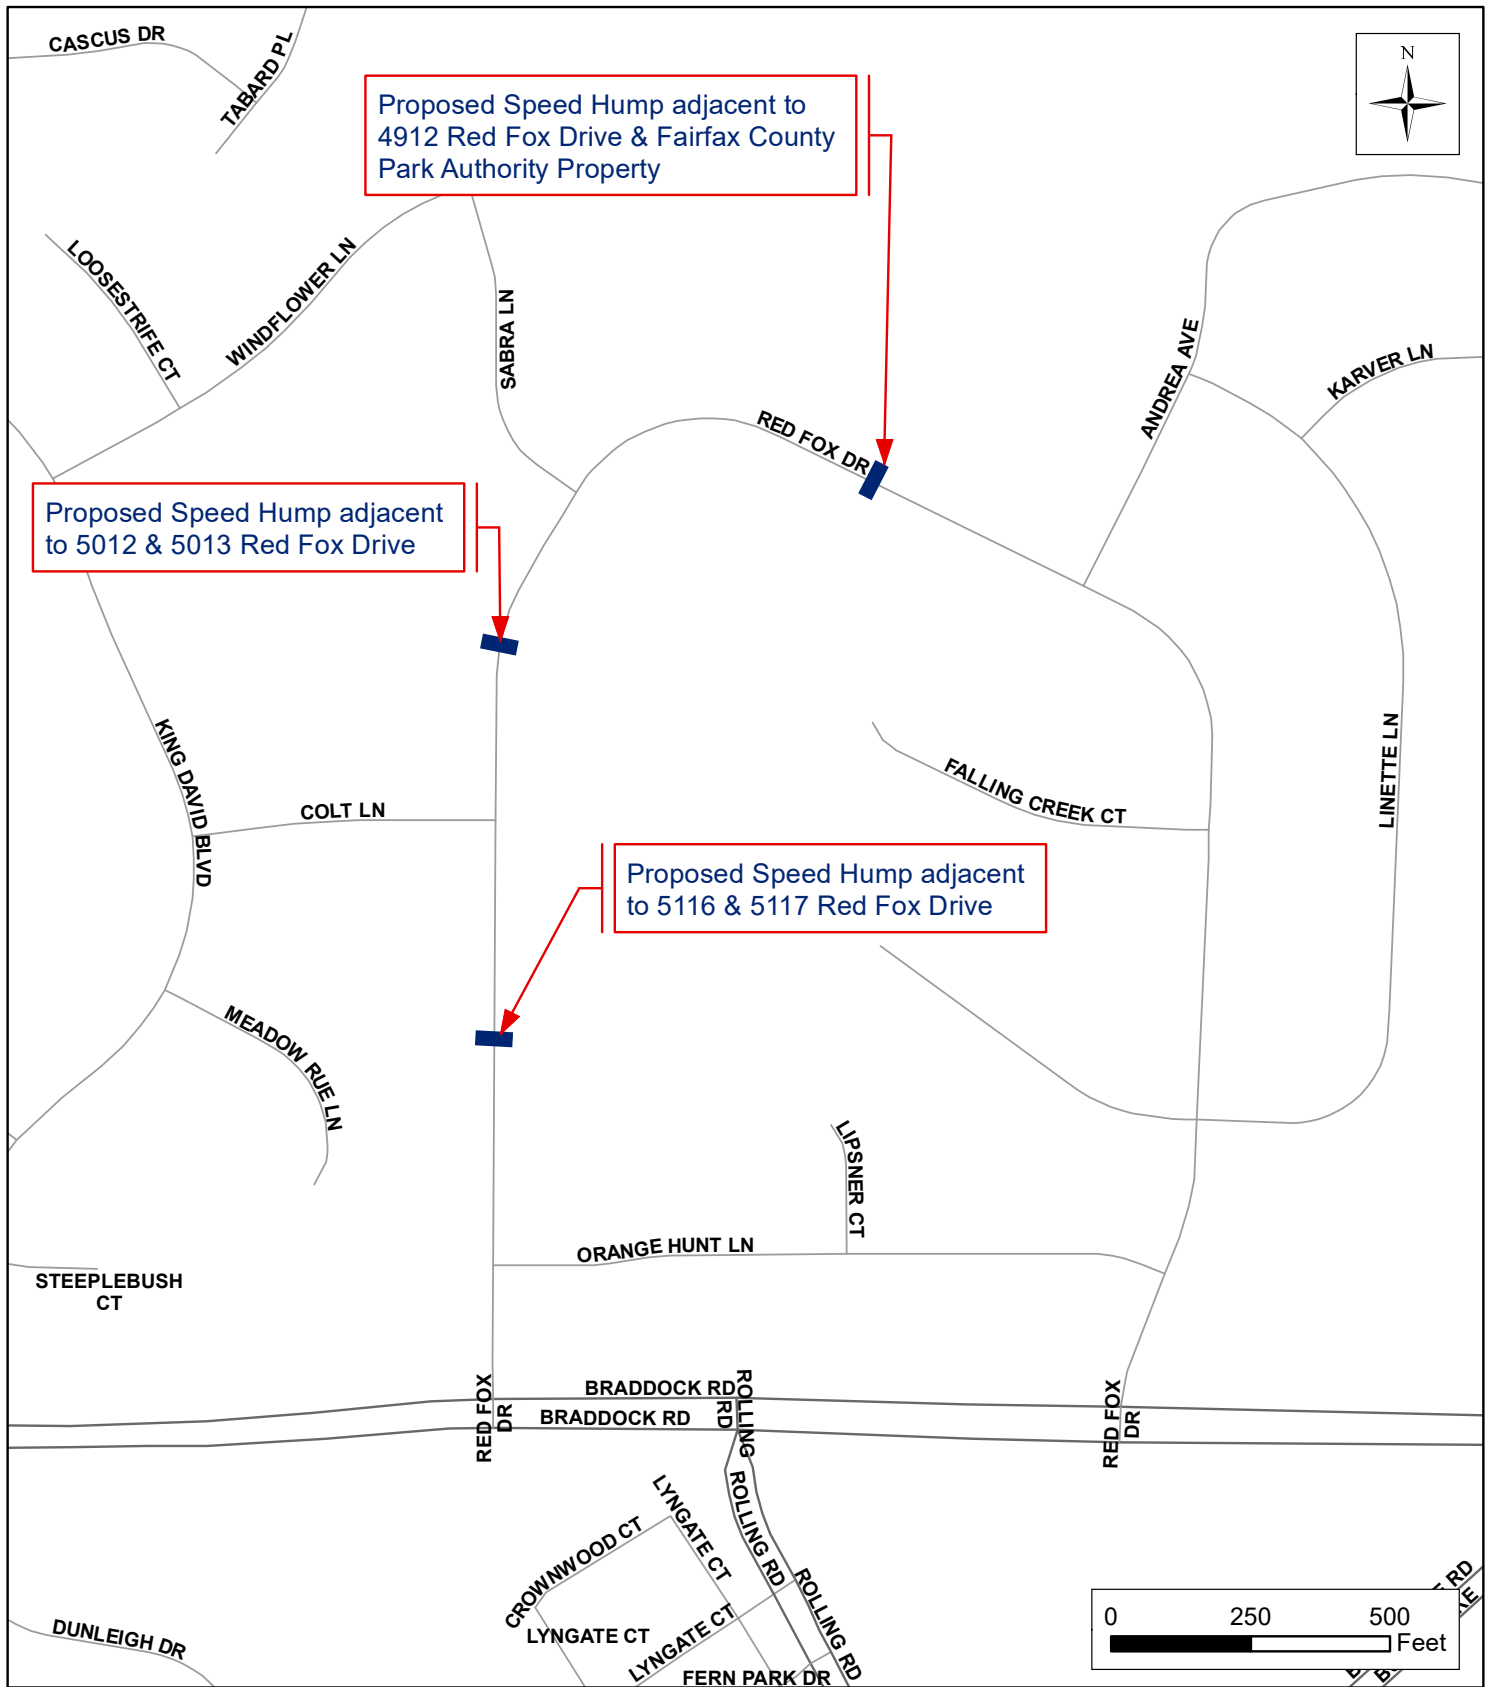 CASCUS DR
TABARD PL
N
Proposed Speed Hump adjacent to
4912 Red Fox Drive & Fairfax County
Park Authority Property
LOOSESTRIFE CT
WINDFLOWER LN
SABRA LN
ANDREA AVE
KARVER LN
RED FOX DR
Proposed Speed Hump adjacent
to 5012 & 5013 Red Fox Drive
KING DAVID BLVD
COLT LN
FALLING CREEK CT
LINETTE LN
Proposed Speed Hump adjacent
to 5116 & 5117 Red Fox Drive
MEADOW RUE LN
LIPSNER CT
ORANGE HUNT LN
STEEPLEBUSH
CT
BRADDOCK RD
BRADDOCK RD
RED FOX
DR
ROLLING
RD
RED FOX
DR
ROLLING RD
ROLLING RD
LYNGATE CT
CROWNWOOD CT
LYNGATE CT
LYNGATE CT
FERN PARK DR
DUNLEIGH DR
RD
0 250 500
Feet